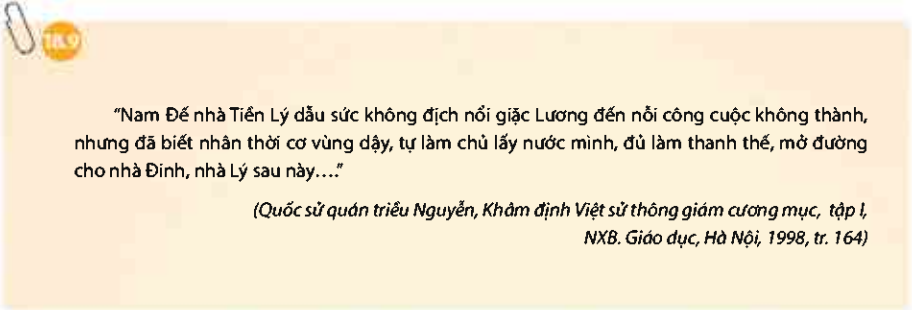 18.9
“Nam Đế nhà Tiền Lý dẫu sức không địch nổi giặc Lương đến nỗi công cuộc không thành,
nhưng đã biết nhân thời cơ vùng dậy, tự làm chủ lấy nước mình, đủ làm thanh thế, mở đường
cho nhà Đinh, nhà Lý sau này....”
(Quốc sử quán triều Nguyễn, Khâm định Việt sử thông giám cương mục, tập I,
NXB. Giáo dục, Hà Nội, 1998, tr. 164)